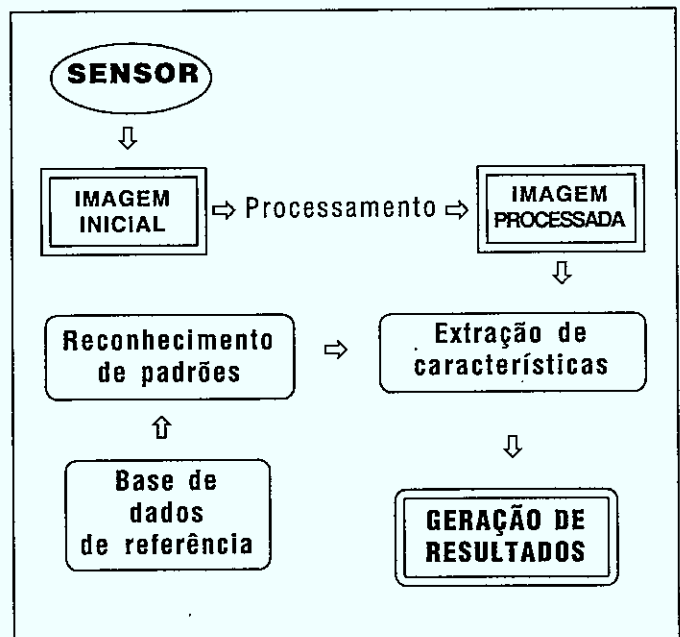 SENSOR
IMAGEM
INICIAL
Processamento
IMAGEM
PROCESSADA
Reconhecimento
de padrões
Extração de
características
Base de
dados
de referência
GERAÇÃO DE
RESULTADOS